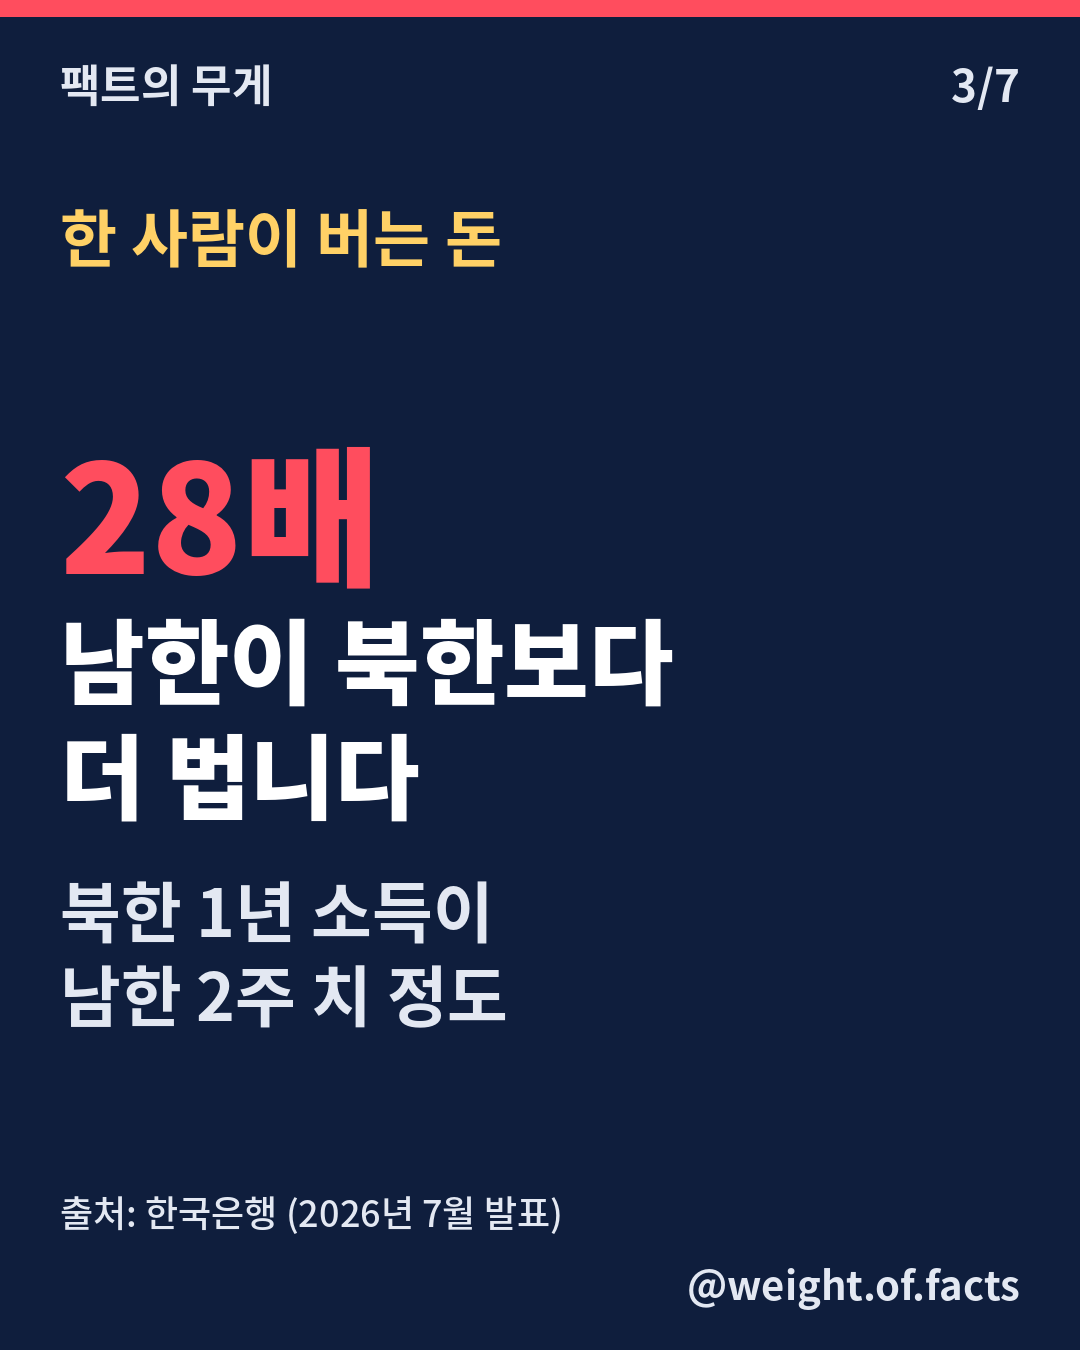 팩트의 무게
3/7
한 사람이 버는 돈
28배
남한이 북한보다
더 법니다
북한 1년 소득이
남한 2주 치 정도
출처: 한국은행 (2026년 7월 발표)
@weight.of.facts